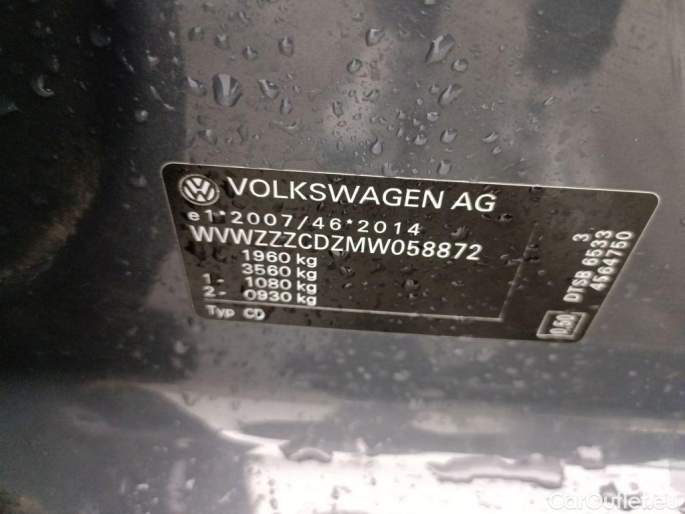 VOLKSWAGEN AG
e1*2007/46*2014
WVWZZZCDZMW058872
1960 kg
3560 kg
1- 1080 kg
2- 0930 kg
Typ CD
3
DTSB 6533
4564750
0.50
CarOutlet.eu